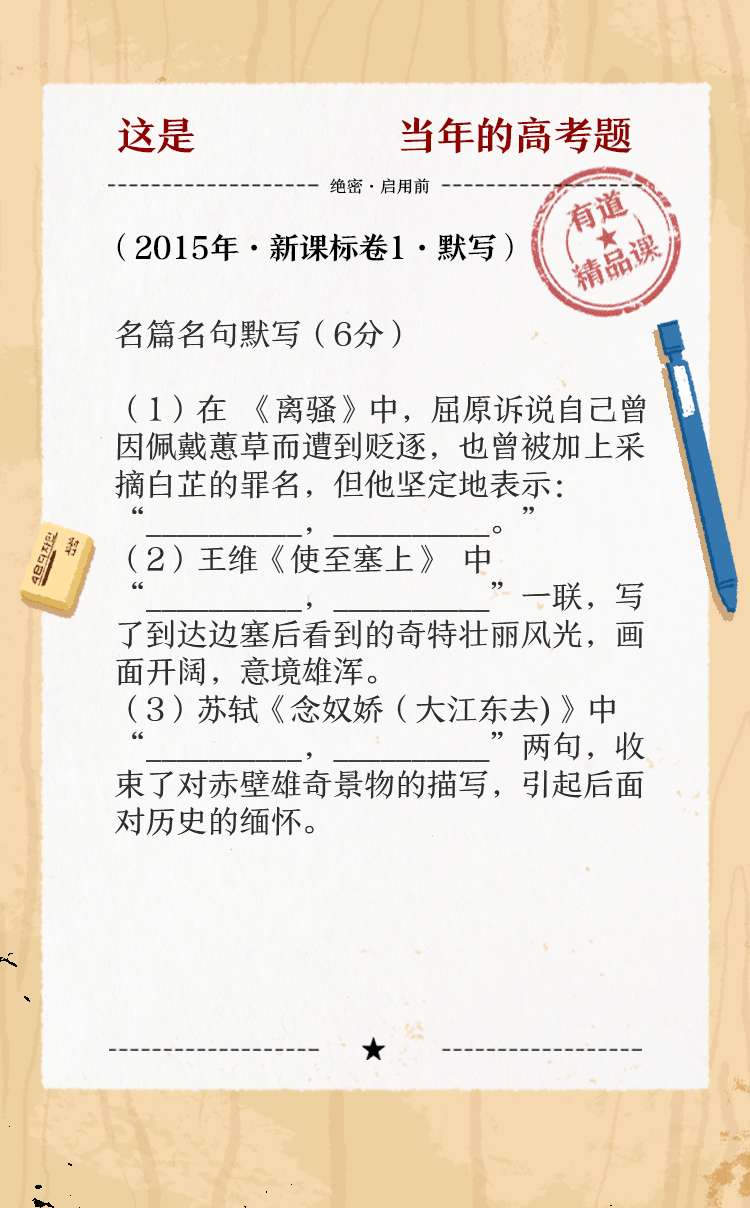 这是 当年的高考题
绝密·启用前
有道
精品课
（2015年·新课标卷1·默写）
名篇名句默写（6分）
（1）在 《离骚》中，屈原诉说自己曾
因佩戴蕙草而遭到贬逐，也曾被加上采
摘白芷的罪名，但他坚定地表示：
“__________，__________。”
（2）王维《使至塞上》 中
“__________，__________”一联，写
了到达边塞后看到的奇特壮丽风光，画
面开阔，意境雄浑。
（3）苏轼《念奴娇（大江东去)》中
“__________，__________”两句，收
束了对赤壁雄奇景物的描写，引起后面
对历史的缅怀。